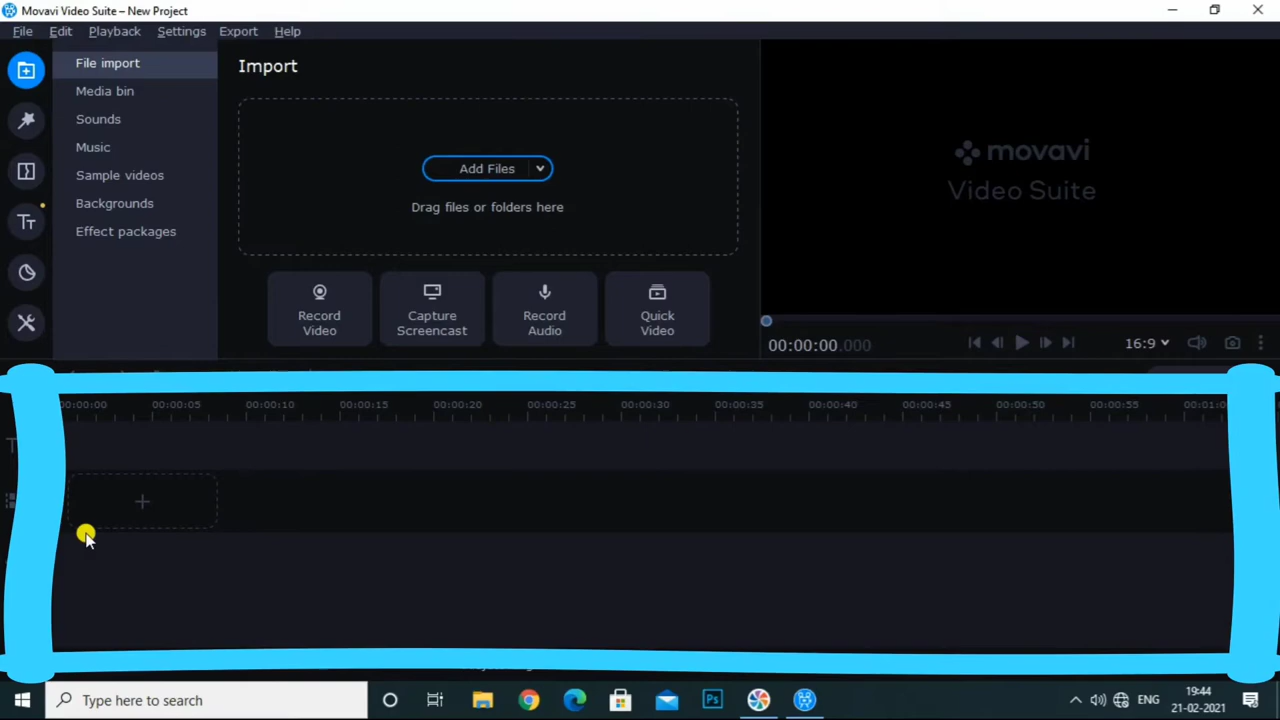 Movavi Video Suite – New Project
File Edit Playback Settings Export Help
File import
Media bin
Sounds
Music
Sample videos
Backgrounds
Effect packages
Import
Add Files
Drag files or folders here
Record Video
Capture Screencast
Record Audio
Quick Video
movavi
Video Suite
00:00:00.000
16:9
00:00:00 00:00:05 00:00:10 00:00:15 00:00:20 00:00:25 00:00:30 00:00:35 00:00:40 00:00:45 00:00:50 00:00:55
Type here to search
Ps
ENG
19:44
21-02-2021